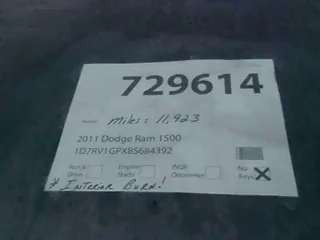 729614
Miles: 11,923
2011 Dodge Ram 1500
1D7RV1GPXBS684392
Run & Drive
Engine Starts
INOP Odometer
No Keys X
* Interior Burn!